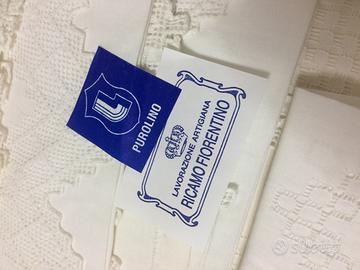 PUROLINO
LAVORAZIONE ARTIGIANA
RICAMO FIORENTINO